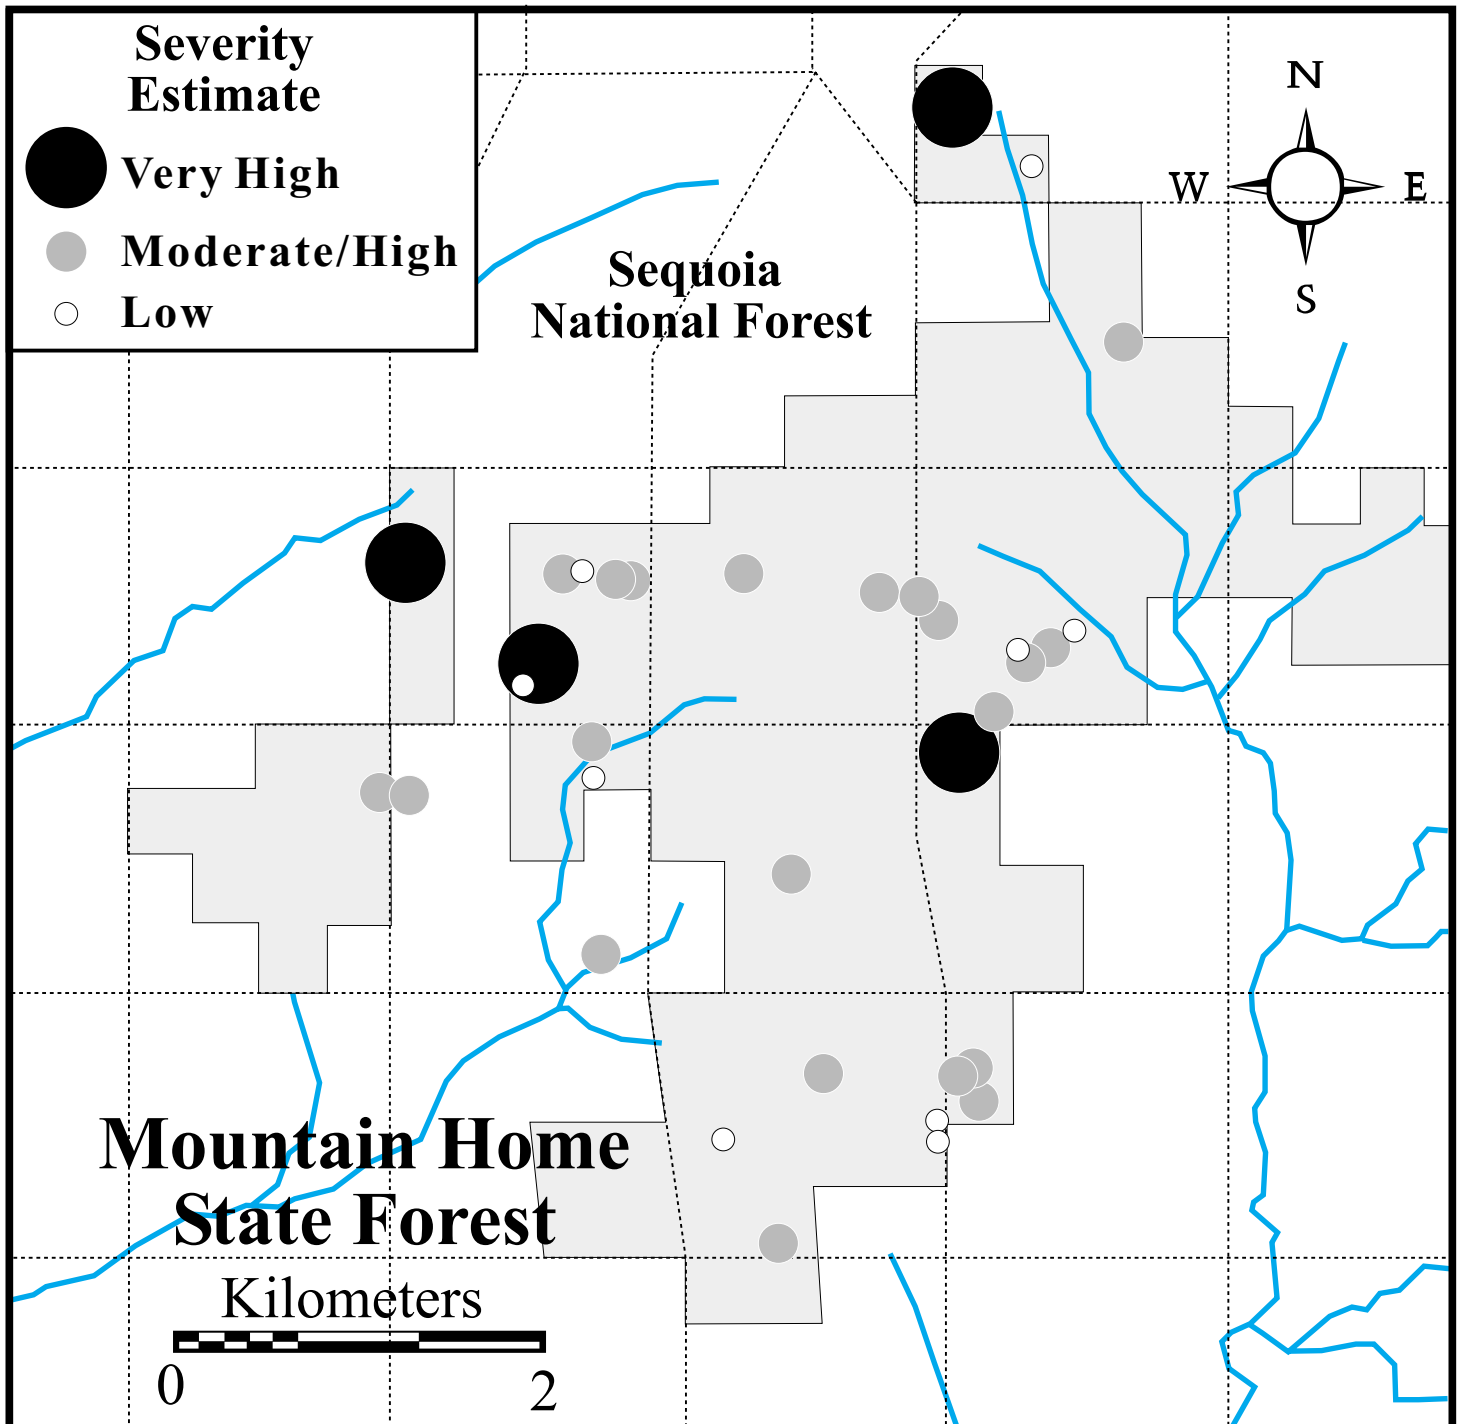 Severity
Estimate
Very High
Moderate/High
Low
N
W
E
S
Sequoia
National Forest
Mountain Home
State Forest
Kilometers
0
2